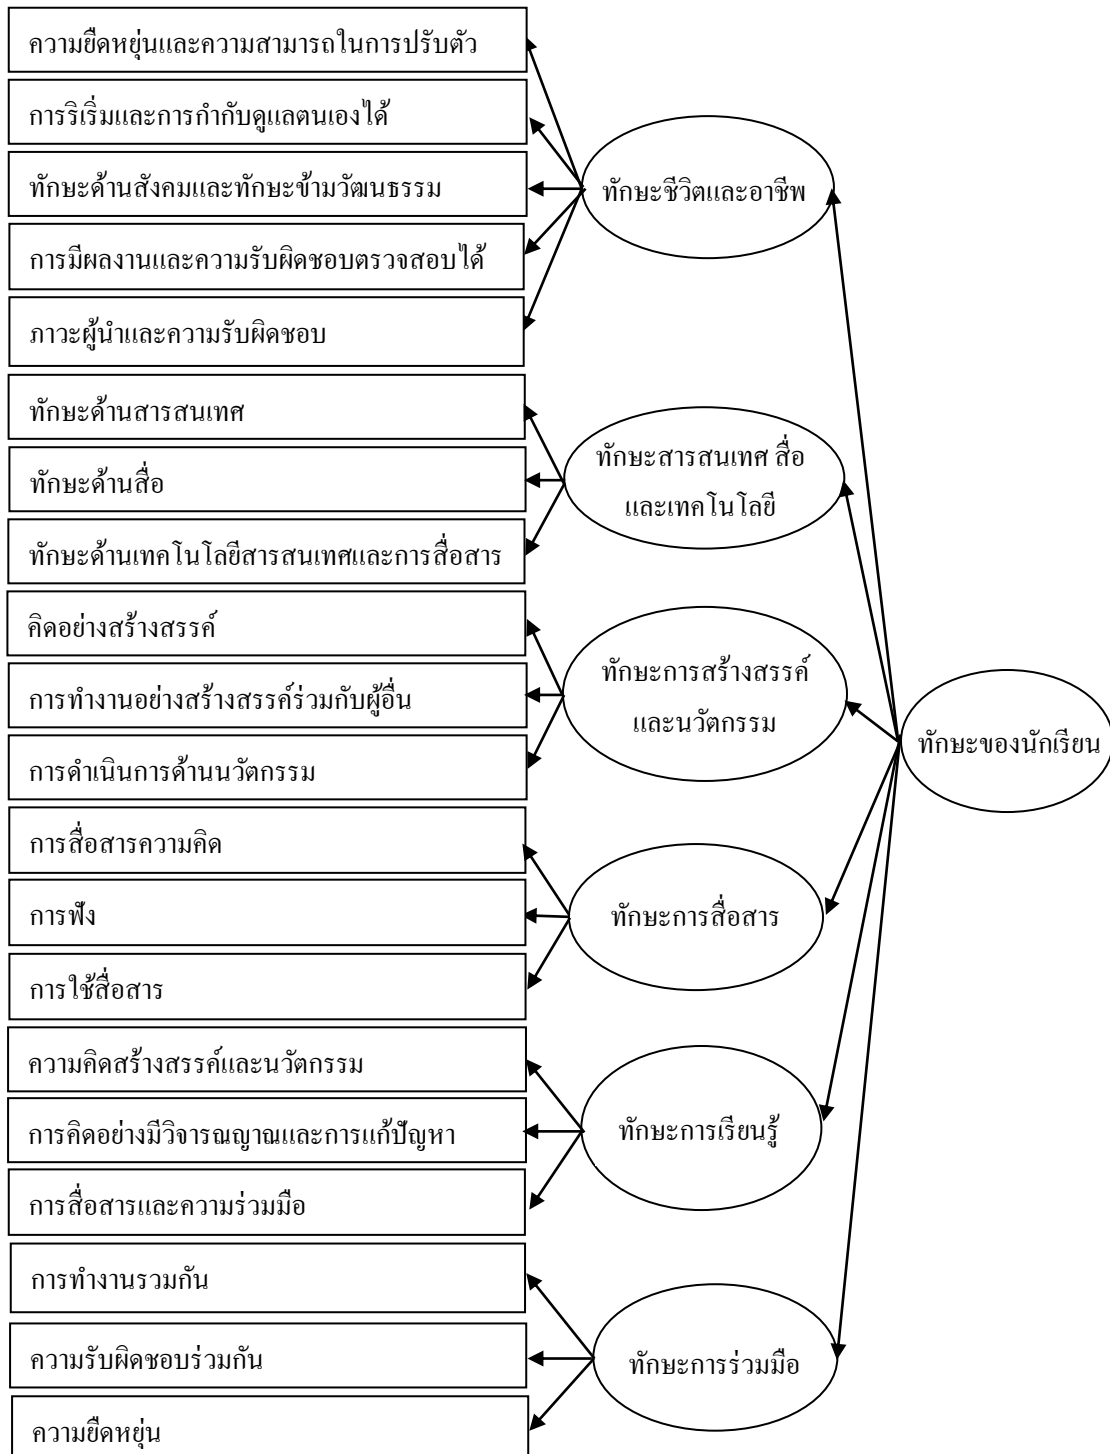 ความยืดหยุ่นและความสามารถในการปรับตัว
การริเริ่มและการกำกับดูแลตนเองได้
ทักษะด้านสังคมและทักษะข้ามวัฒนธรรม
การมีผลงานและความรับผิดชอบตรวจสอบได้
ภาวะผู้นำและความรับผิดชอบ
ทักษะชีวิตและอาชีพ
ทักษะด้านสารสนเทศ
ทักษะด้านสื่อ
ทักษะด้านเทคโนโลยีสารสนเทศและการสื่อสาร
ทักษะสารสนเทศ สื่อ
และเทคโนโลยี
คิดอย่างสร้างสรรค์
การทำงานอย่างสร้างสรรค์ร่วมกับผู้อื่น
การดำเนินการด้านนวัตกรรม
ทักษะการสร้างสรรค์
และนวัตกรรม
ทักษะของนักเรียน
การสื่อสารความคิด
การฟัง
การใช้สื่อสาร
ทักษะการสื่อสาร
ความคิดสร้างสรรค์และนวัตกรรม
การคิดอย่างมีวิจารณญาณและการแก้ปัญหา
การสื่อสารและความร่วมมือ
ทักษะการเรียนรู้
การทำงานรวมกัน
ความรับผิดชอบร่วมกัน
ความยืดหยุ่น
ทักษะการร่วมมือ